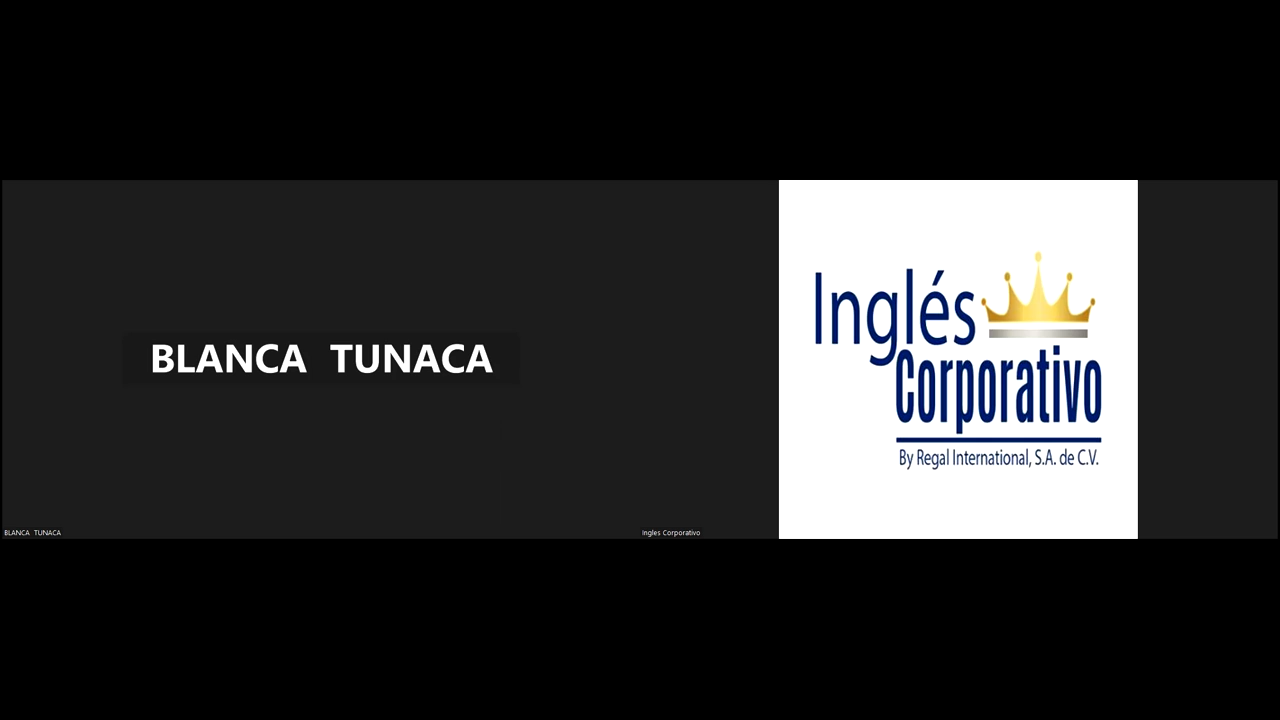 BLANCA TUNACA
Inglés
Corporativo
By Regal International, S.A. de C.V.
BLANCA TUNACA
Ingles Corporativo